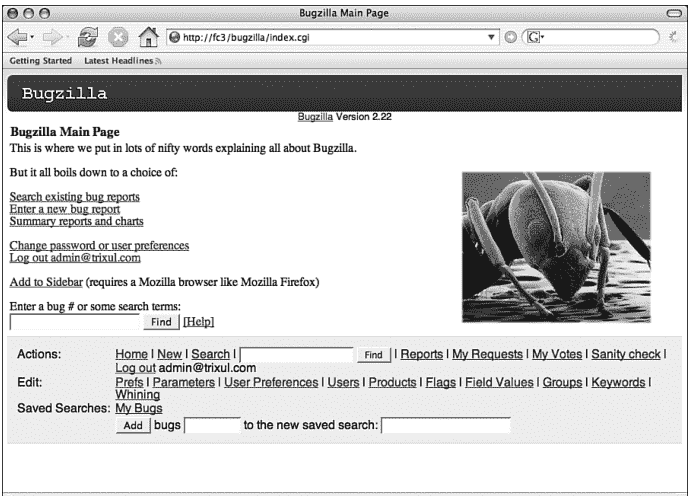 Bugzilla Main Page
http://fc3/bugzilla/index.cgi
G
Getting Started Latest Headlines
Bugzilla
Bugzilla Version 2.22
Bugzilla Main Page
This is where we put in lots of nifty words explaining all about Bugzilla.
But it all boils down to a choice of:
Search existing bug reports
Enter a new bug report
Summary reports and charts
Change password or user preferences
Log out admin@trixul.com
Add to Sidebar (requires a Mozilla browser like Mozilla Firefox)
Enter a bug # or some search terms:
Find [Help]
Actions: Home | New | Search | Find | Reports | My Requests | My Votes | Sanity check |
Log out admin@trixul.com
Edit: Prefs | Parameters | User Preferences | Users | Products | Flags | Field Values | Groups | Keywords |
Whining
Saved Searches: My Bugs
Add bugs to the new saved search: